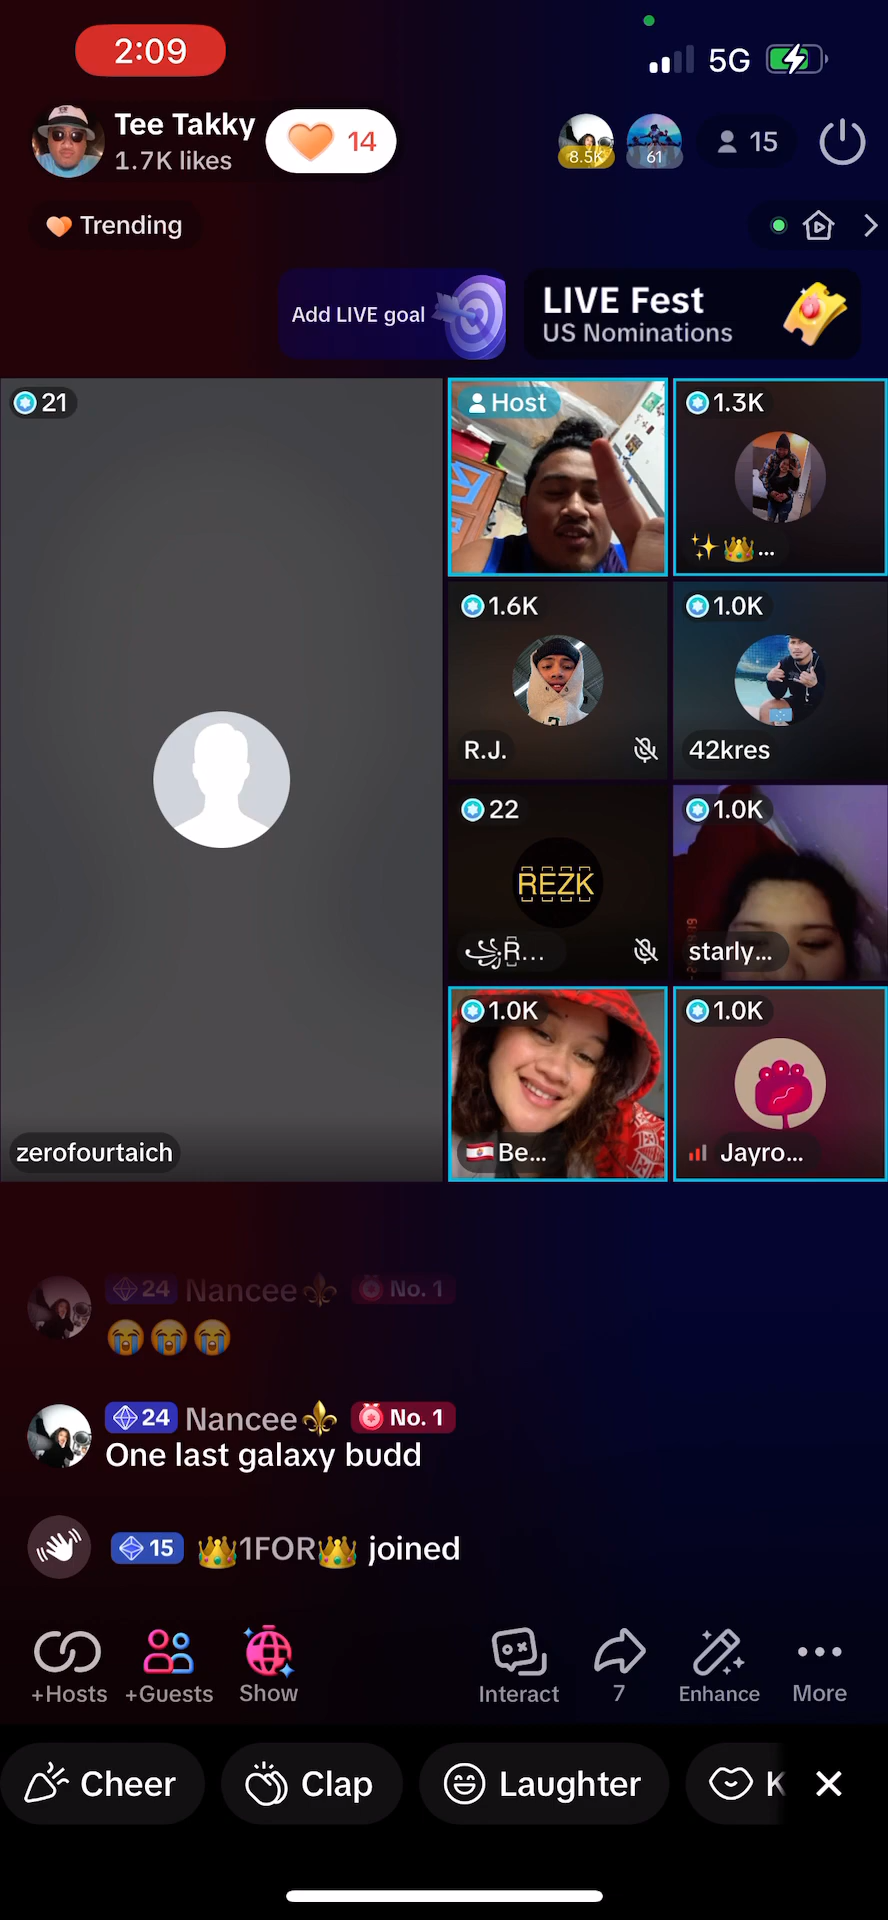 2:09
5G
Tee Takky
1.7K likes
14
8.5K
61
15
Trending
Add LIVE goal
LIVE Fest
US Nominations
21
Host
1.3K
✨👑...
1.6K
1.0K
R.J.
42kres
22
1.0K
REZK
starly...
1.0K
1.0K
zerofourtaich
🇵🇫Be...
Jayro...
24 Nancee⚜️ No. 1
😭😭😭
24 Nancee⚜️ No. 1
One last galaxy budd
15 👑1FOR👑 joined
+Hosts
+Guests
Show
Interact
7
Enhance
More
Cheer
Clap
Laughter
K